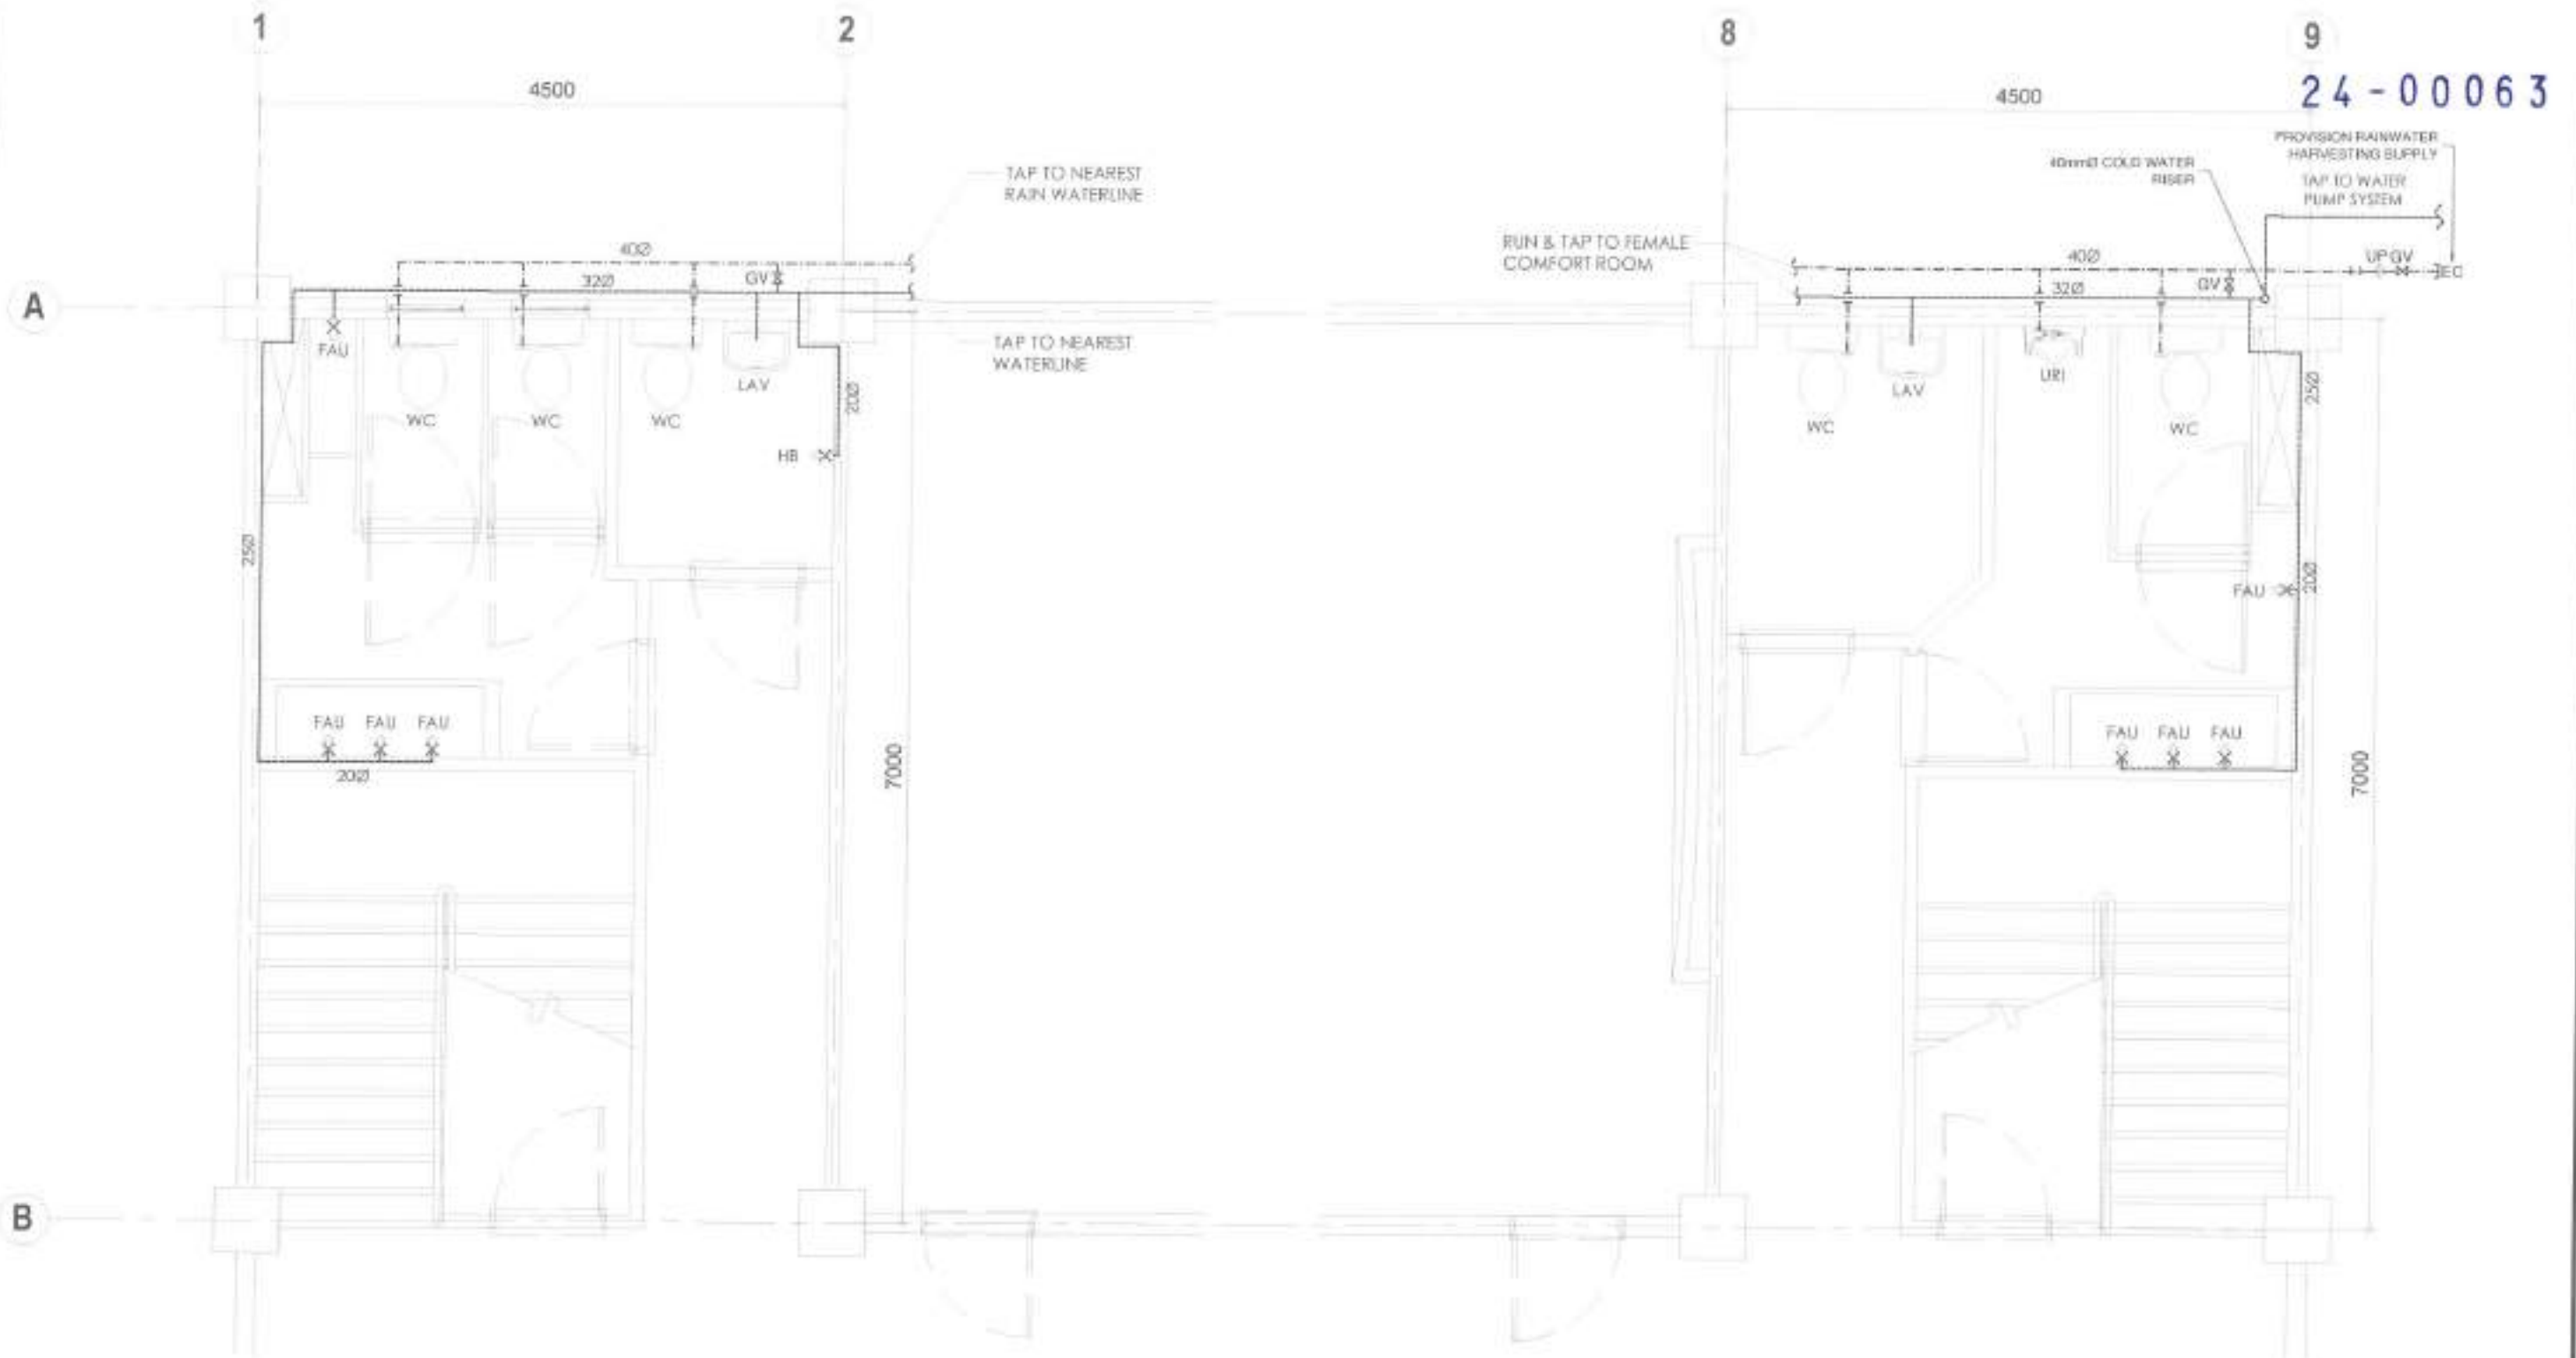 1
2
8
9
24-00063
4500
4500
PROVISION RAINWATER
HARVESTING SUPPLY
40mmØ COLD WATER
RISER
TAP TO WATER
PUMP SYSTEM
TAP TO NEAREST
RAIN WATERLINE
RUN & TAP TO FEMALE
COMFORT ROOM
40Ø
32Ø
GV
40Ø
32Ø
GV
UP GV
EC
A
FAU
WC
WC
WC
LAV
20Ø
HB
TAP TO NEAREST
WATERLINE
WC
LAV
URI
WC
25Ø
25Ø
FAU
20Ø
FAU FAU FAU
20Ø
7000
FAU FAU FAU
7000
B